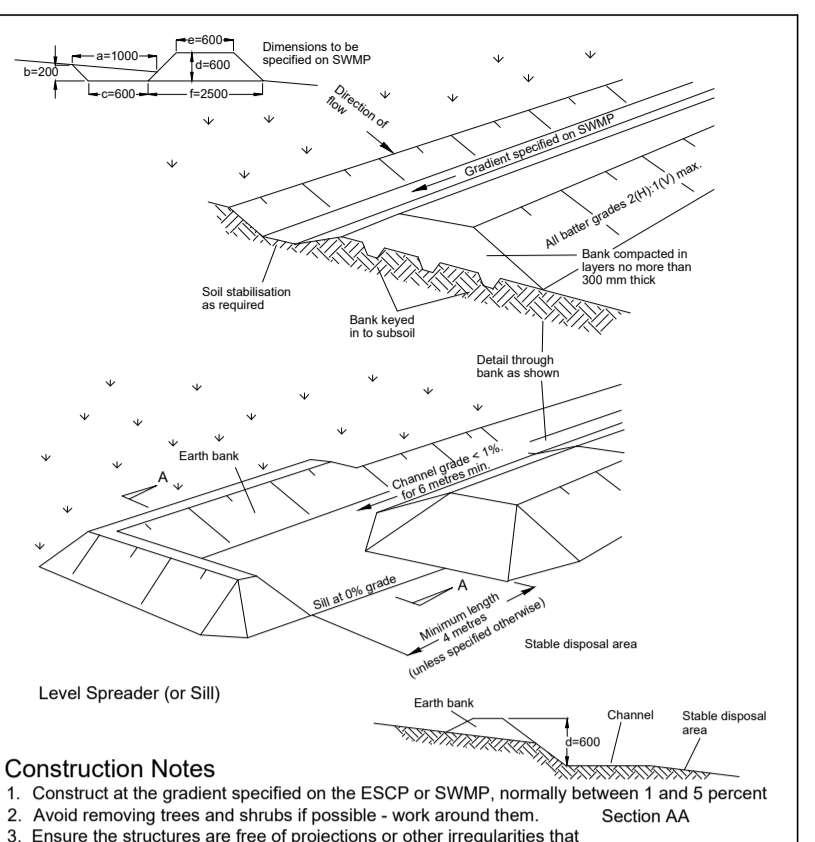 e=600
a=1000
Dimensions to be
specified on SWMP
b=200
d=600
c=600
f=2500
Direction of
flow
Gradient specified on SWMP
All batter grades 2(H):1(V) max.
Bank compacted in
layers no more than
300 mm thick
Soil stabilisation
as required
Bank keyed
in to subsoil
Detail through
bank as shown
Earth bank
A
Channel grade < 1%.
for 6 metres min.
Sill at 0% grade
A
Minimum length
4 metres
(unless specified otherwise)
Stable disposal area
Level Spreader (or Sill)
Earth bank
Channel
Stable disposal
area
d=600
Construction Notes
1. Construct at the gradient specified on the ESCP or SWMP, normally between 1 and 5 percent
2. Avoid removing trees and shrubs if possible - work around them.
Section AA
3. Ensure the structures are free of projections or other irregularities that